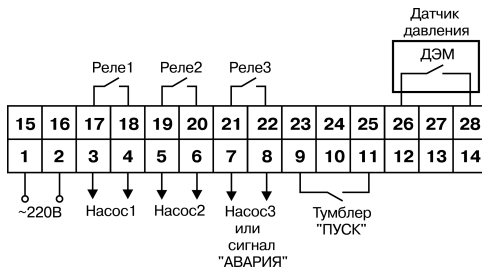 Датчик
давления
ДЭМ
Реле1 Реле2 Реле3
15 16 17 18 19 20 21 22 23 24 25 26 27 28
1 2 3 4 5 6 7 8 9 10 11 12 13 14
~220В Насос1 Насос2 Насос3 Тумблер
или "ПУСК"
сигнал
"АВАРИЯ"